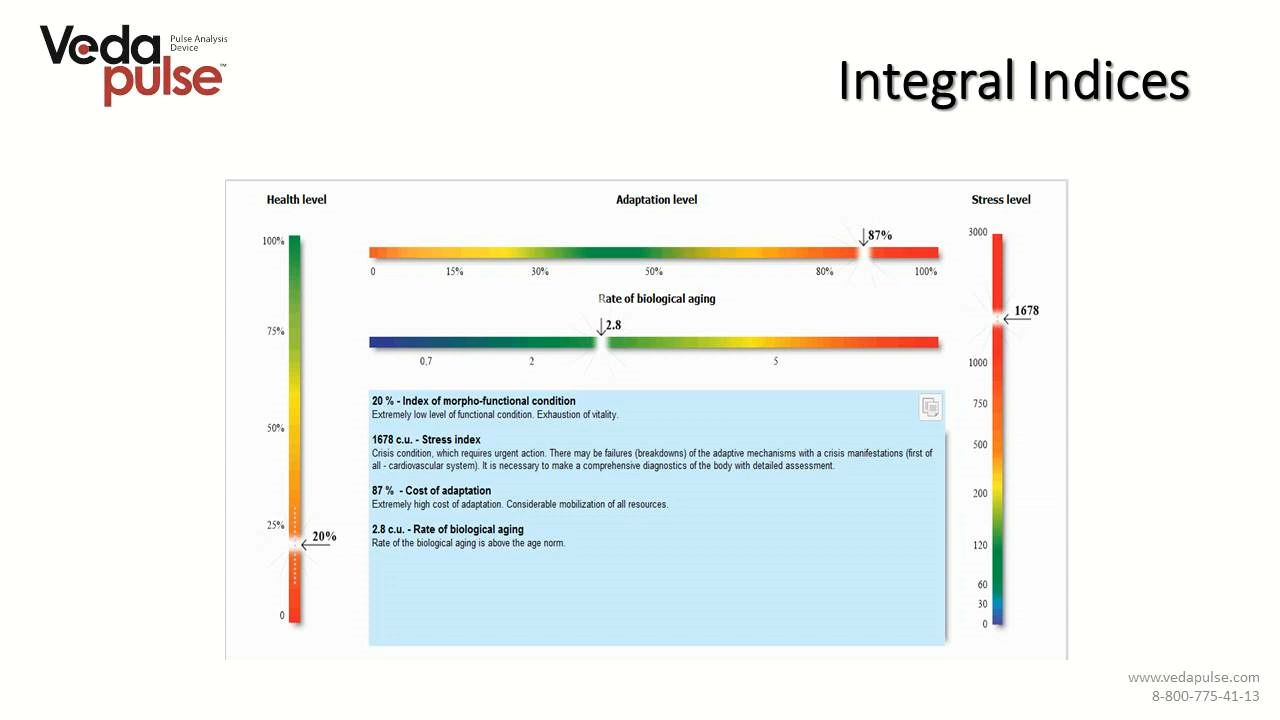 Veda
pulse™
Pulse Analysis
Device
Integral Indices
Health level
100%
75%
50%
25%
20%
0
Adaptation level
87%
0 15% 30% 50% 80% 100%
Rate of biological aging
2.8
0,7 2 5
Stress level
3000
1678
1000
750
500
200
120
60
30
0
20 % - Index of morpho-functional condition
Extremely low level of functional condition. Exhaustion of vitality.
1678 c.u. - Stress index
Crisis condition, which requires urgent action. There may be failures (breakdowns) of the adaptive mechanisms with a crisis manifestations (first of
all - cardiovascular system). It is necessary to make a comprehensive diagnostics of the body with detailed assessment.
87 % - Cost of adaptation
Extremely high cost of adaptation. Considerable mobilization of all resources.
2.8 c.u. - Rate of biological aging
Rate of the biological aging is above the age norm.
www.vedapulse.com
8-800-775-41-13